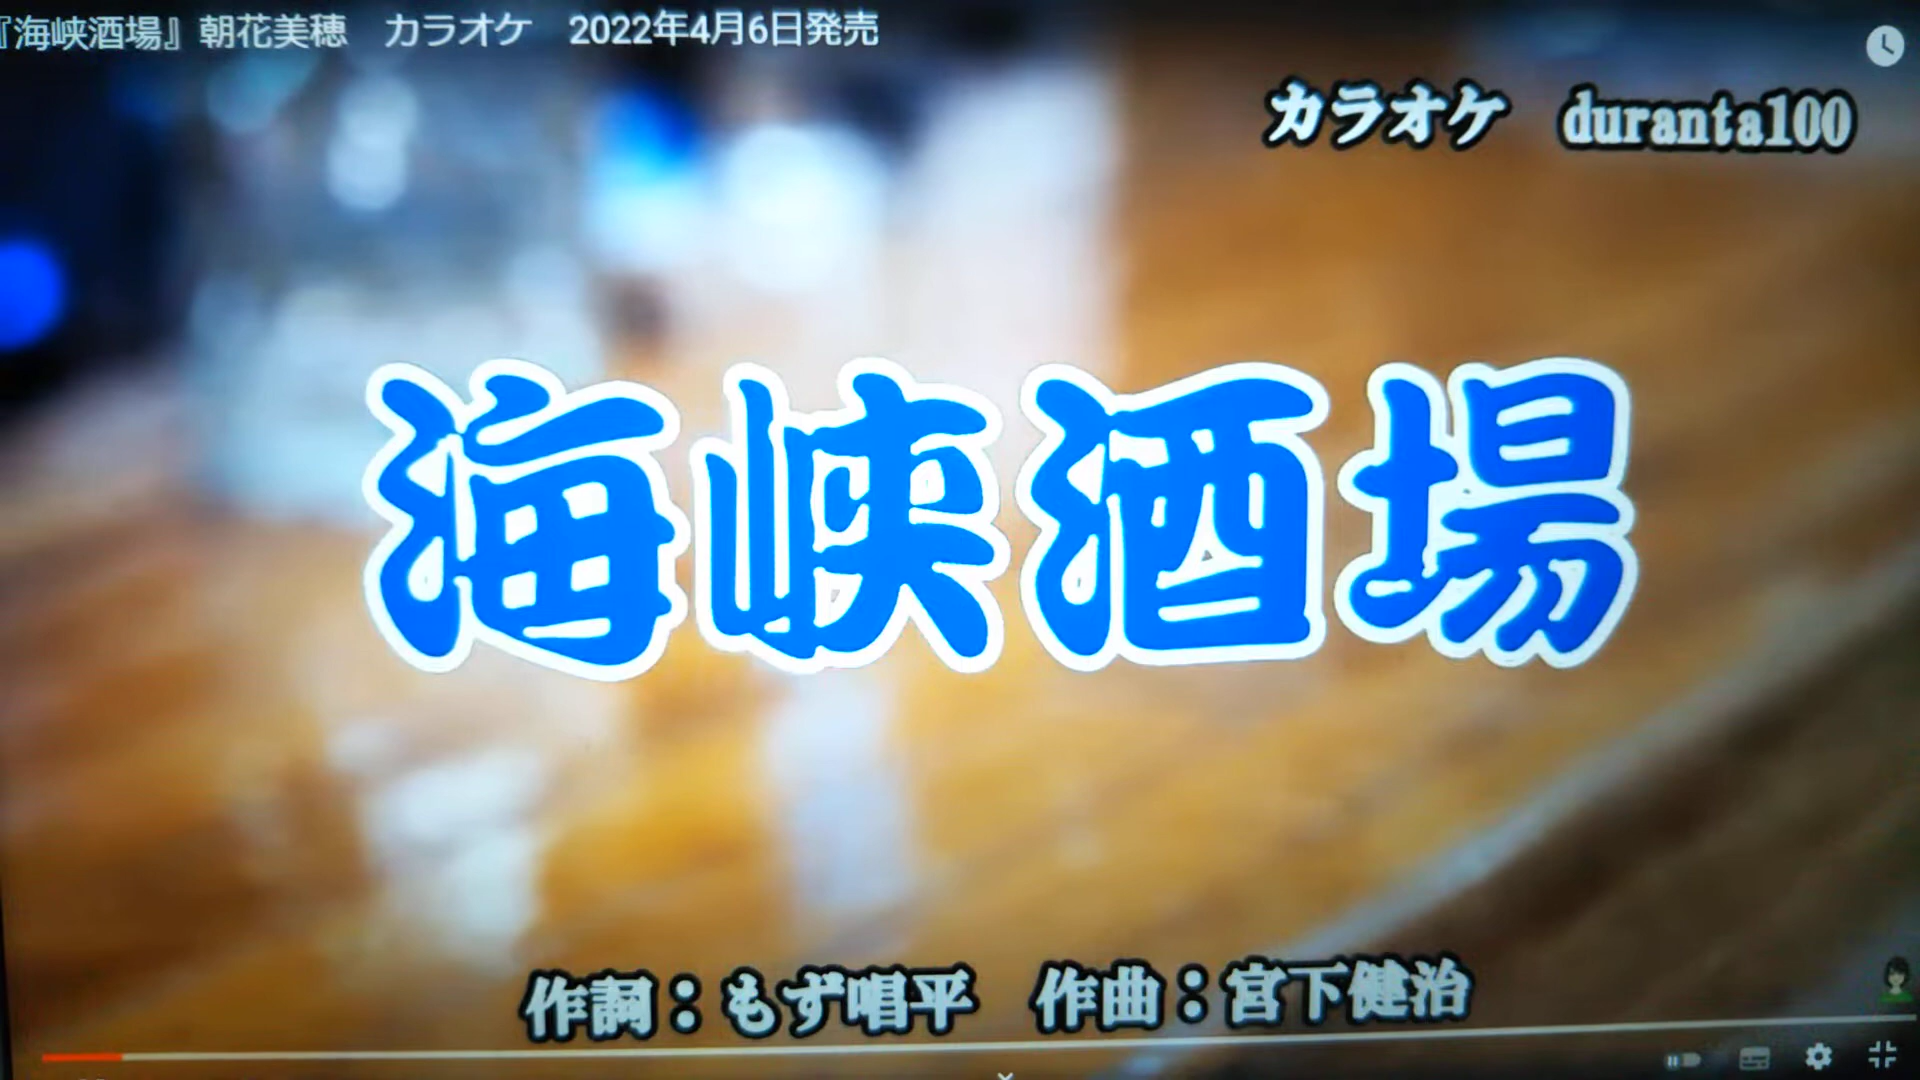 『海峡酒場』朝花美穂　カラオケ　2022年4月6日発売
カラオケ　duranta100
海峡酒場
作詞：もず唱平　作曲：宮下健治